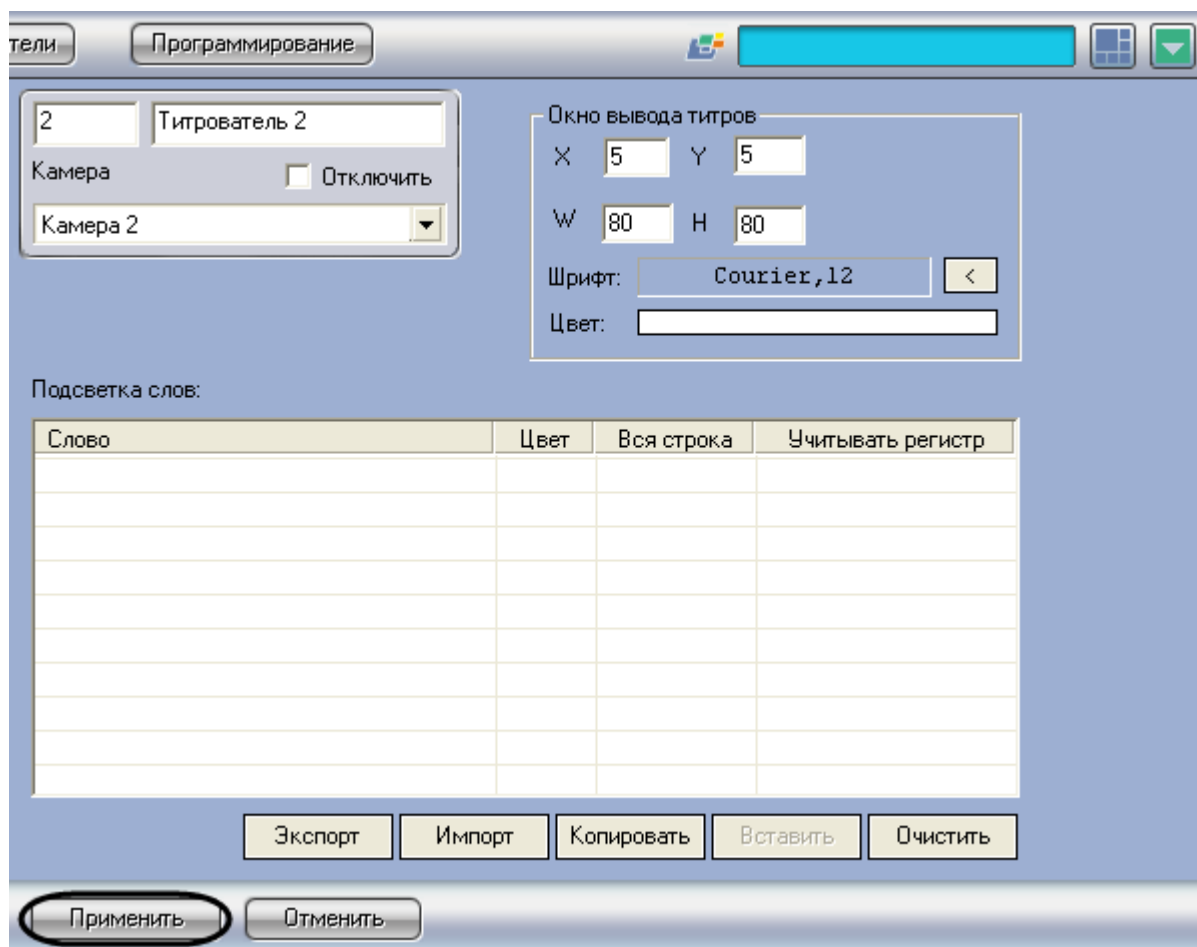 тели Программирование
2 Титрователь 2
Камера Отключить
Камера 2
Окно вывода титров
X 5 Y 5
W 80 H 80
Шрифт: Courier,12 <
Цвет:
Подсветка слов:
Слово Цвет Вся строка Учитывать регистр
Экспорт Импорт Копировать Вставить Очистить
Применить Отменить